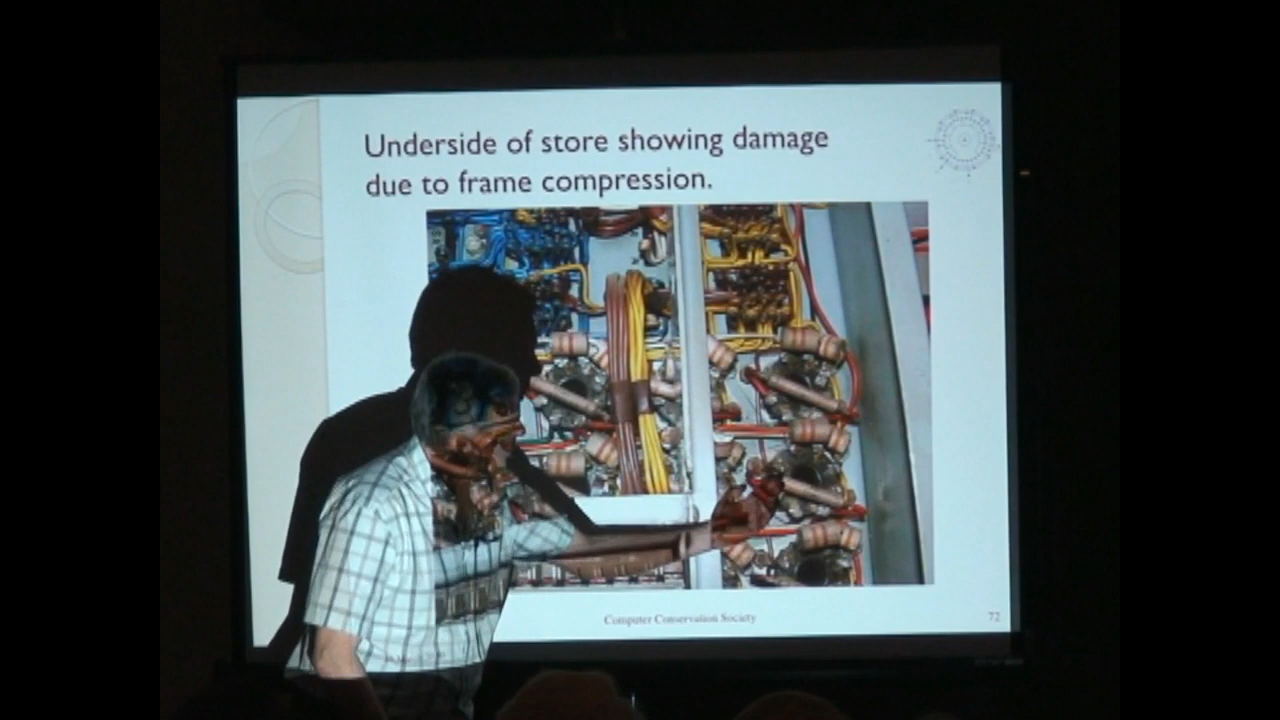 Underside of store showing damage
due to frame compression.
Computer Conservation Society
72